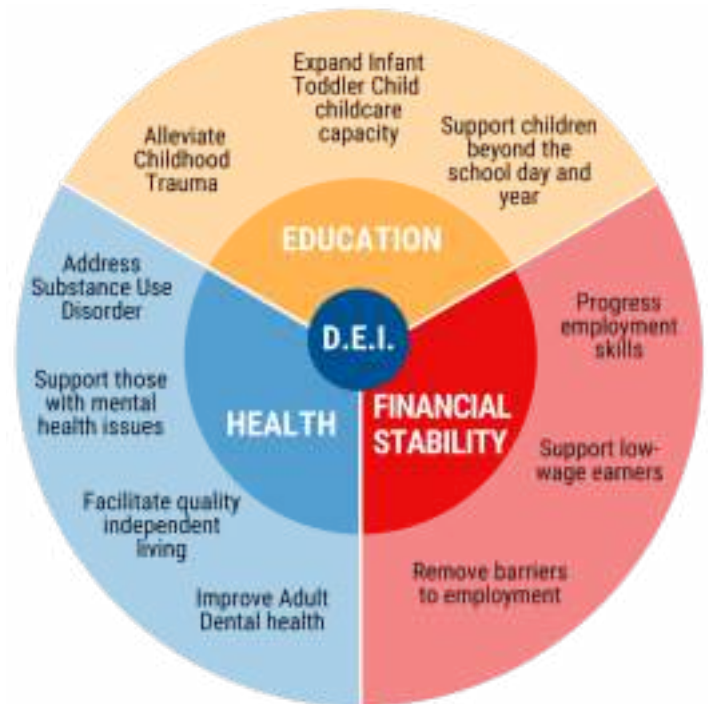 Expand Infant
Toddler Child
childcare
capacity
Alleviate
Childhood
Trauma
Support children
beyond the
school day and
year
EDUCATION
D.E.I.
HEALTH
FINANCIAL
STABILITY
Address
Substance Use
Disorder
Support those
with mental
health issues
Facilitate quality
independent
living
Improve Adult
Dental health
Progress
employment
skills
Support low-
wage earners
Remove barriers
to employment